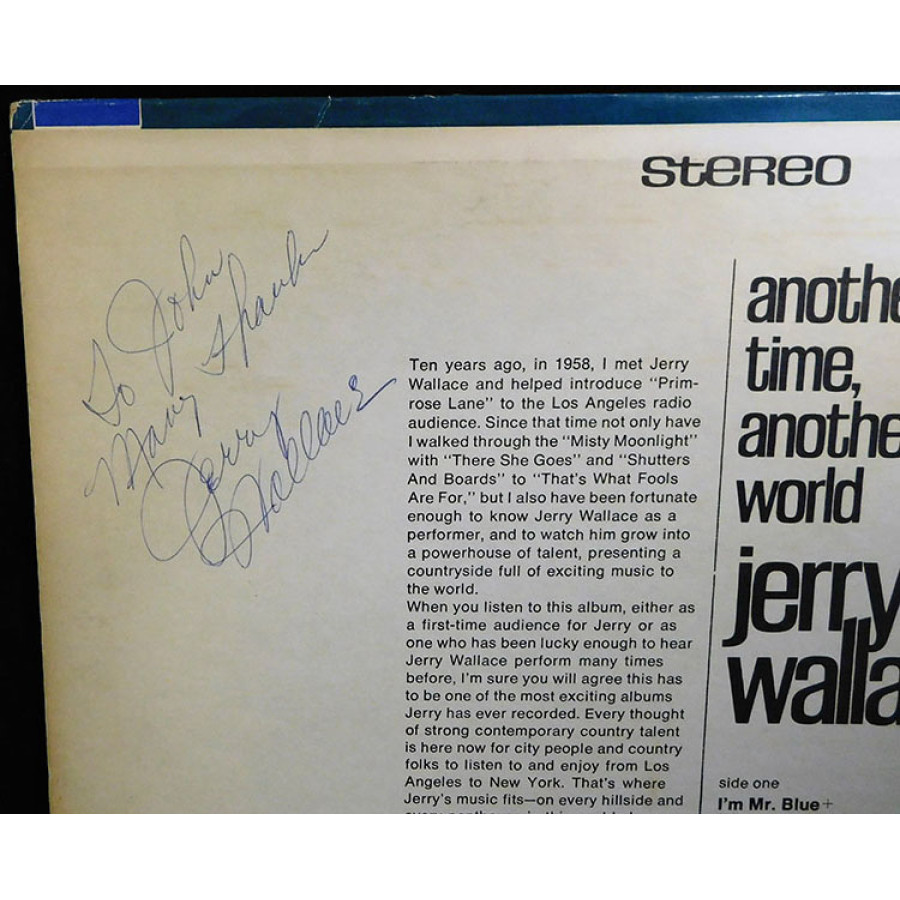 STEREO
To John
Many Thanks
Jerry Wallace
Ten years ago, in 1958, I met Jerry
Wallace and helped introduce "Prim-
rose Lane" to the Los Angeles radio
audience. Since that time not only have
I walked through the "Misty Moonlight"
with "There She Goes" and "Shutters
And Boards" to "That's What Fools
Are For," but I also have been fortunate
enough to know Jerry Wallace as a
performer, and to watch him grow into
a powerhouse of talent, presenting a
countryside full of exciting music to
the world.
When you listen to this album, either as
a first-time audience for Jerry or as
one who has been lucky enough to hear
Jerry Wallace perform many times
before, I'm sure you will agree this has
to be one of the most exciting albums
Jerry has ever recorded. Every thought
of strong contemporary country talent
is here now for city people and country
folks to listen to and enjoy from Los
Angeles to New York. That's where
Jerry's music fits—on every hillside and
anothe
time,
anothe
world
jerry
walla
side one
I'm Mr. Blue+